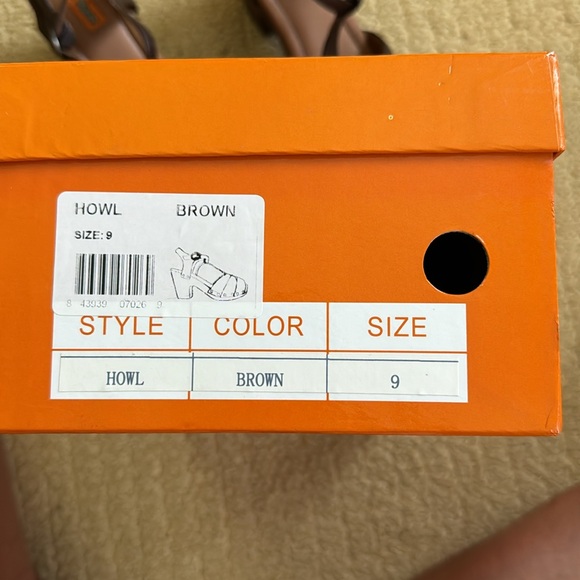 HOWL BROWN
SIZE: 9
8 43939 07026 9
STYLE COLOR SIZE
HOWL BROWN 9